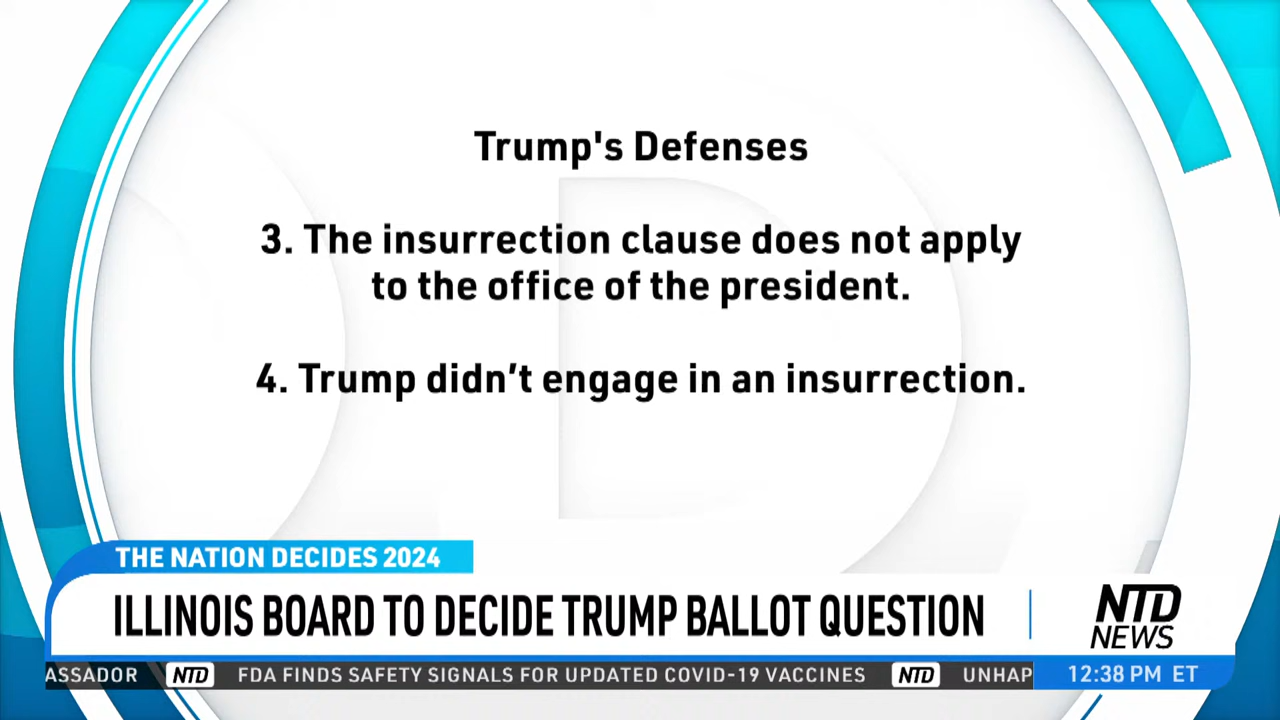 Trump's Defenses
3. The insurrection clause does not apply
to the office of the president.
4. Trump didn’t engage in an insurrection.
THE NATION DECIDES 2024
ILLINOIS BOARD TO DECIDE TRUMP BALLOT QUESTION
NTD
NEWS
ASSADOR NTD FDA FINDS SAFETY SIGNALS FOR UPDATED COVID-19 VACCINES NTD UNHAP 12:38 PM ET